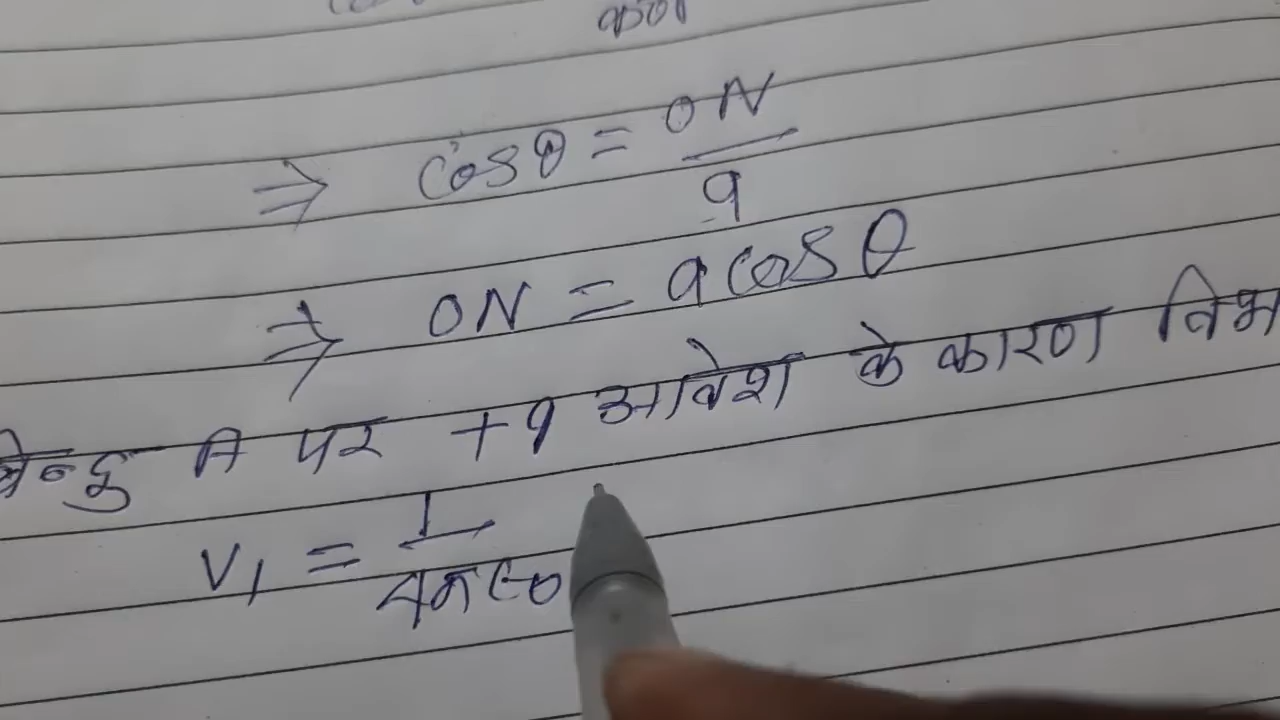 ⇒ cosθ = ON/a
⇒ ON = a cosθ
बिन्दु A पर +q आवेश के कारण विभ
V₁ = 1/4πε₀